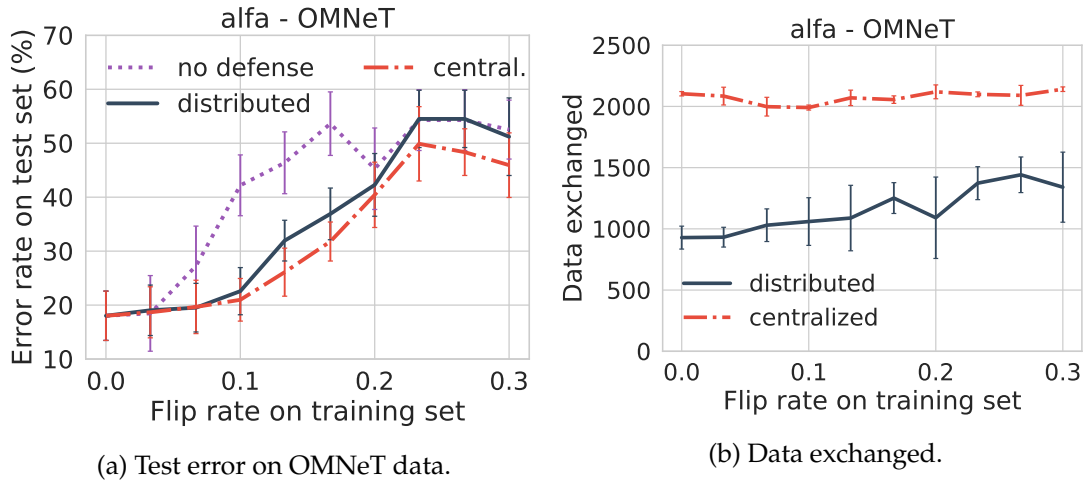 alfa - OMNeT
Error rate on test set (%)
70
60
50
40
30
20
10
no defense
central.
distributed
0.0 0.1 0.2 0.3
Flip rate on training set
(a) Test error on OMNeT data.
alfa - OMNeT
Data exchanged
2500
2000
1500
1000
500
0
distributed
centralized
0.0 0.1 0.2 0.3
Flip rate on training set
(b) Data exchanged.